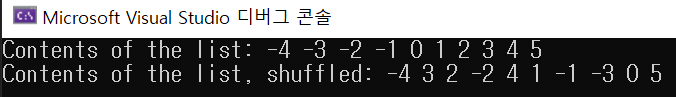 Microsoft Visual Studio 디버그 콘솔
Contents of the list: -4 -3 -2 -1 0 1 2 3 4 5
Contents of the list, shuffled: -4 3 2 -2 4 1 -1 -3 0 5